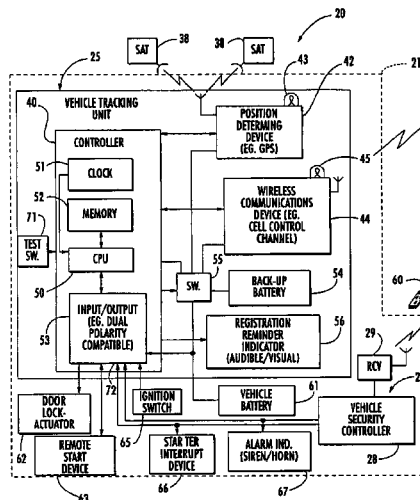 20
38
SAT
SAT
38
25
43
42
21
VEHICLE TRACKING
UNIT
40
CONTROLLER
POSITION
DETERMING
DEVICE
(EG. GPS)
51
CLOCK
45
52
MEMORY
WIRELESS
COMMUNICATIONS
DEVICE (EG.
CELL CONTROL
CHANNEL)
71
TEST
SW.
CPU
44
55
50
SW.
BACK-UP
BATTERY
54
INPUT/OUTPUT
(EG. DUAL
POLARITY
COMPATIBLE)
53
REGISTRATION
REMINDER
INDICATOR
(AUDIBLE/VISUAL)
56
60
29
72
RCV
IGNITION
SWITCH
VEHICLE
BATTERY
61
DOOR
LOCK-
ACTUATOR
62
65
VEHICLE
SECURITY
CONTROLLER
28
REMOTE
START DEVICE
63
STARTER
INTERRUPT
DEVICE
66
ALARM IND.
(SIREN/HORN)
67